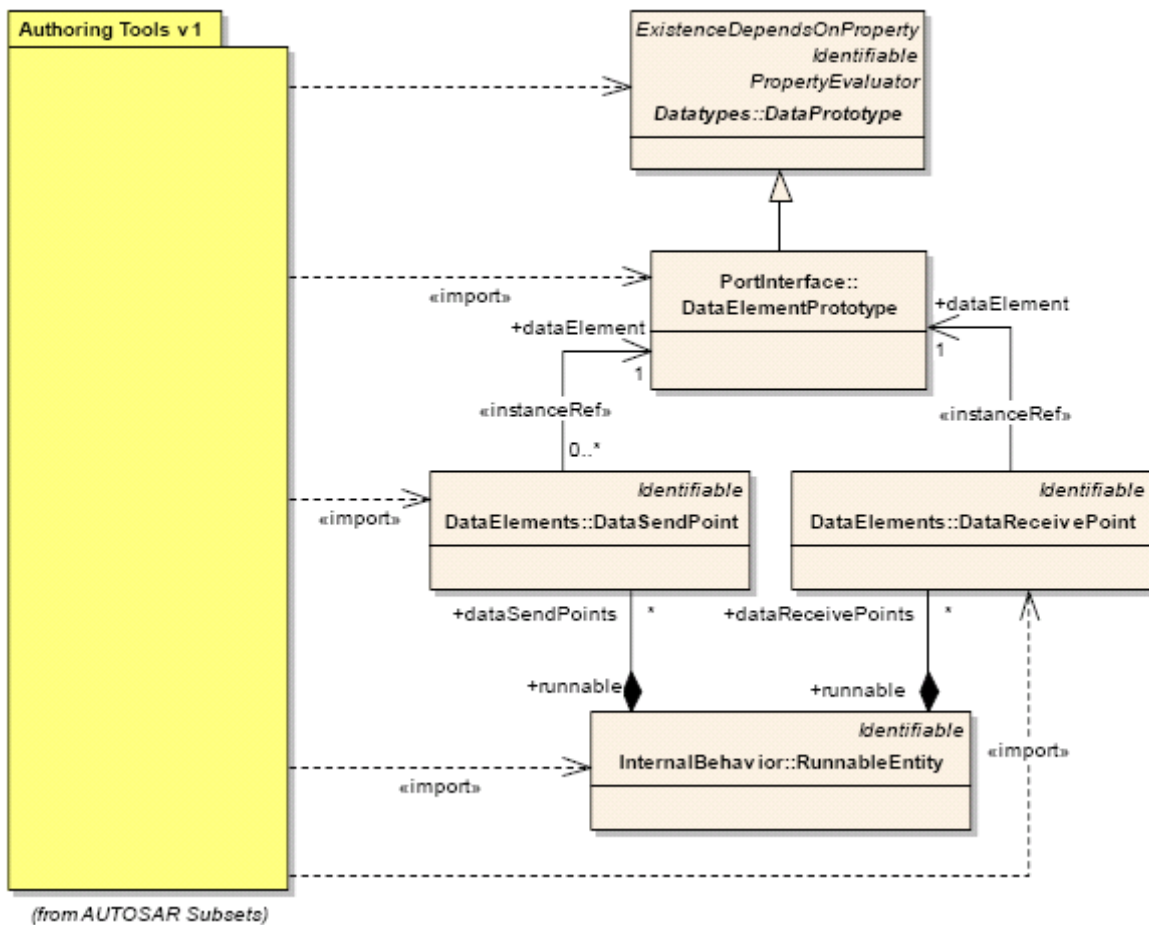 Authoring Tools v1
ExistenceDependsOnProperty
Identifiable
PropertyEvaluator
Datatypes::DataPrototype
«import»
PortInterface::
DataElementPrototype
+dataElement
1
+dataElement
1
«instanceRef»
0..*
«instanceRef»
«import»
Identifiable
DataElements::DataSendPoint
Identifiable
DataElements::DataReceivePoint
+dataSendPoints
*
+dataReceivePoints
*
+runnable
+runnable
«import»
Identifiable
InternalBehavior::RunnableEntity
«import»
(from AUTOSAR Subsets)